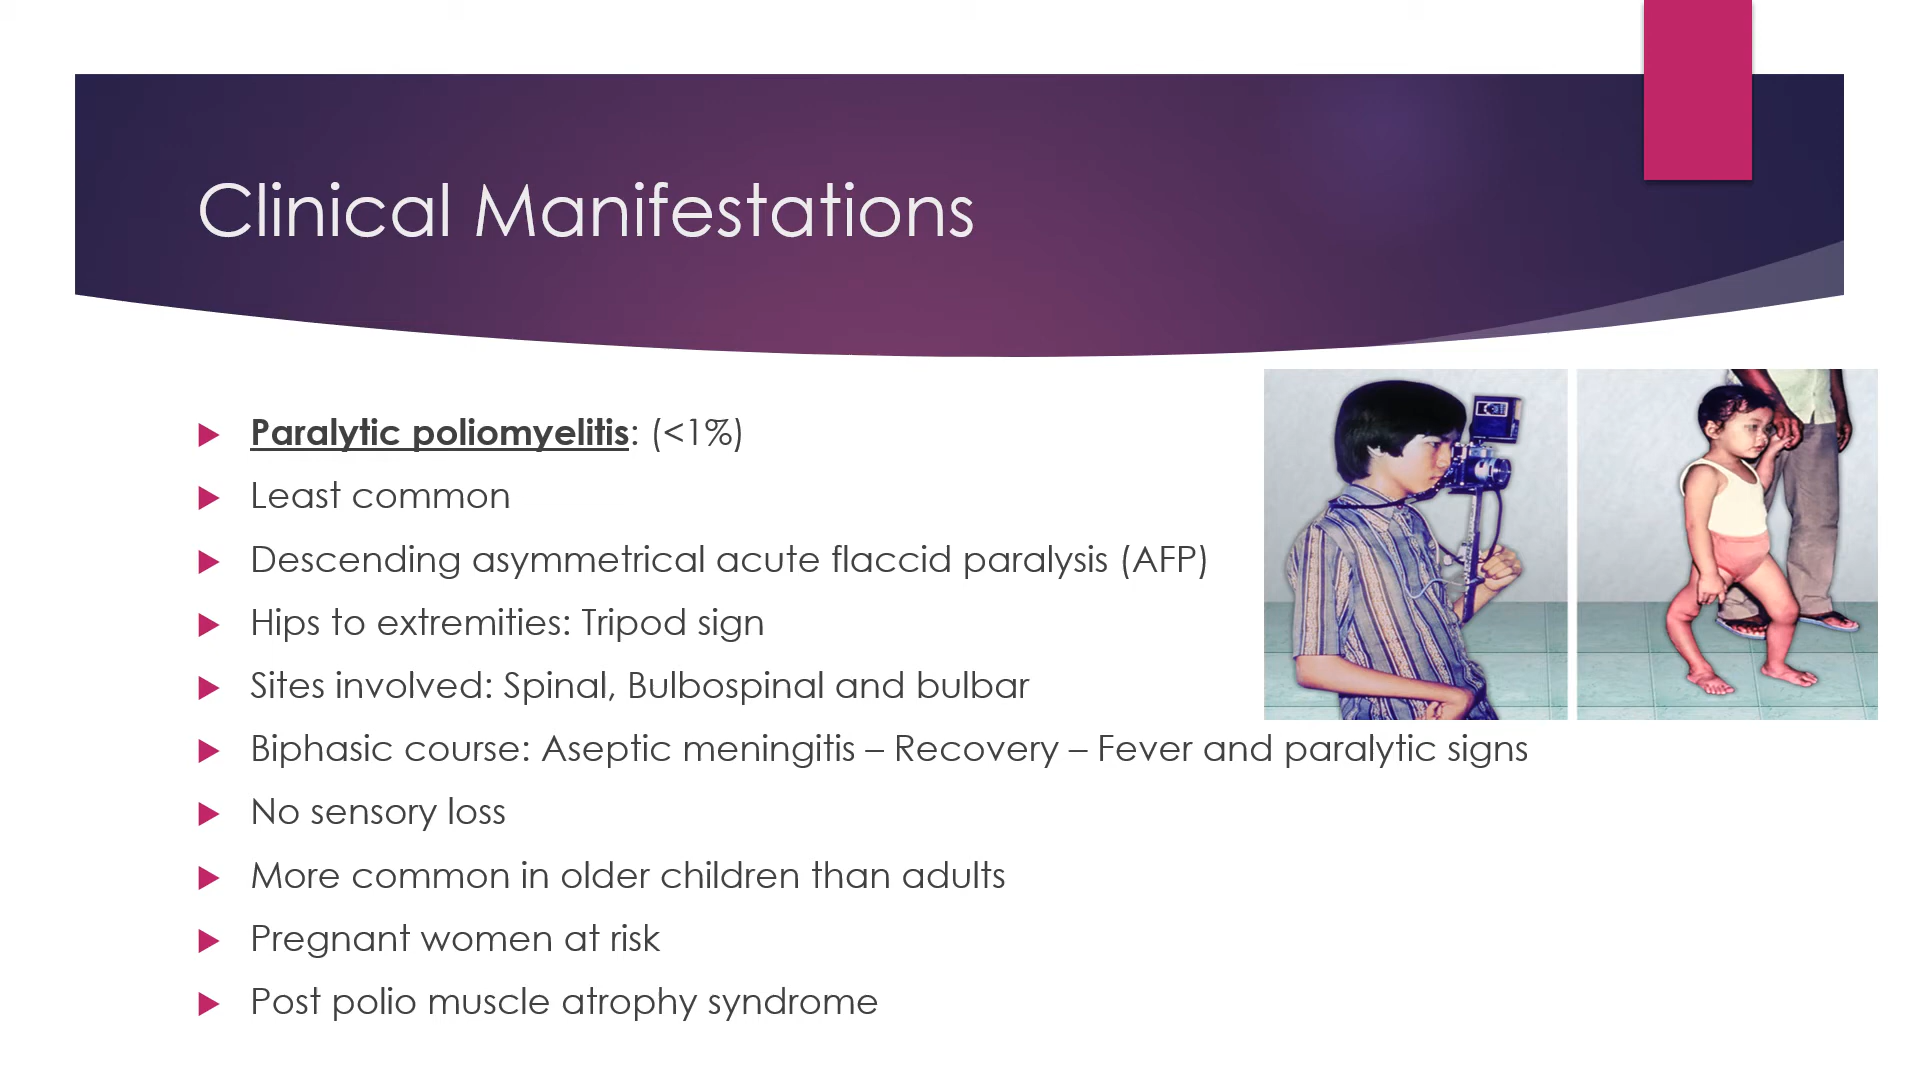 Clinical Manifestations
Paralytic poliomyelitis: (<1%)
Least common
Descending asymmetrical acute flaccid paralysis (AFP)
Hips to extremities: Tripod sign
Sites involved: Spinal, Bulbospinal and bulbar
Biphasic course: Aseptic meningitis – Recovery – Fever and paralytic signs
No sensory loss
More common in older children than adults
Pregnant women at risk
Post polio muscle atrophy syndrome